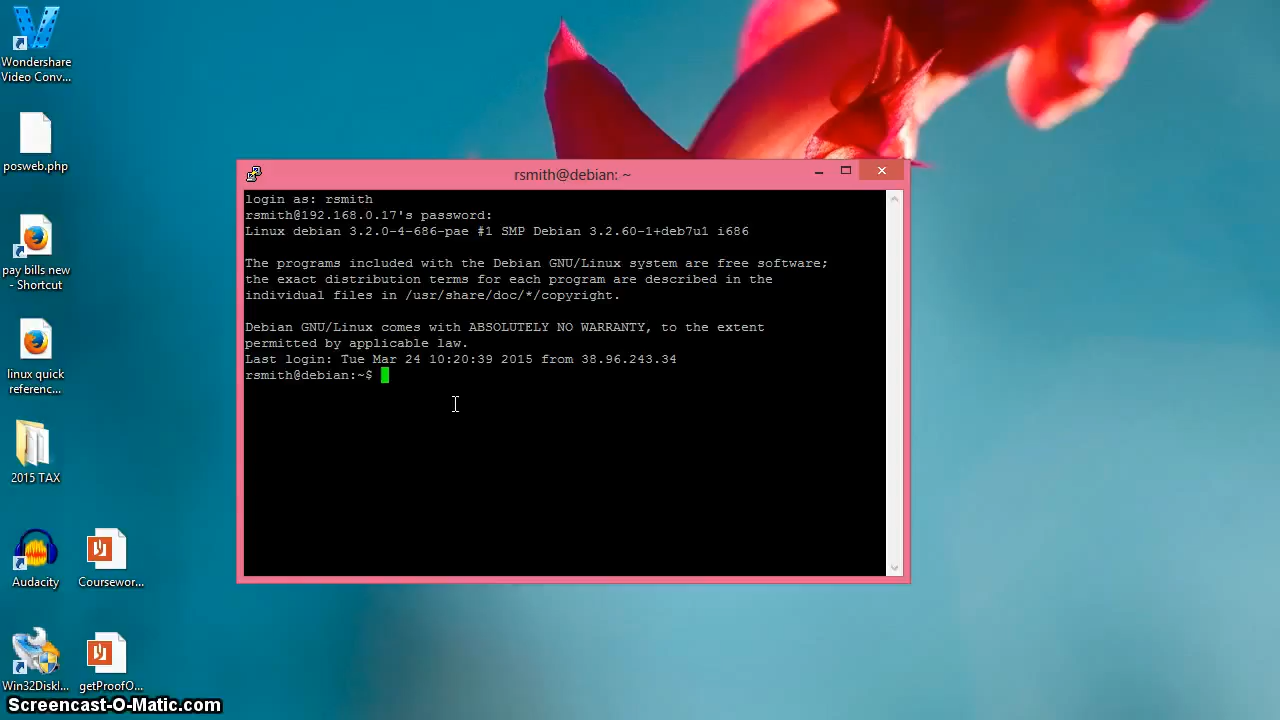 Wondershare
Video Conv...
posweb.php
pay bills new
- Shortcut
linux quick
referenc...
2015 TAX
Audacity
Coursewor...
Win32DiskI...
getProofO...
rsmith@debian: ~
login as: rsmith
rsmith@192.168.0.17's password:
Linux debian 3.2.0-4-686-pae #1 SMP Debian 3.2.60-1+deb7u1 i686
The programs included with the Debian GNU/Linux system are free software;
the exact distribution terms for each program are described in the
individual files in /usr/share/doc/*/copyright.
Debian GNU/Linux comes with ABSOLUTELY NO WARRANTY, to the extent
permitted by applicable law.
Last login: Tue Mar 24 10:20:39 2015 from 38.96.243.34
rsmith@debian:~$
Screencast-O-Matic.com